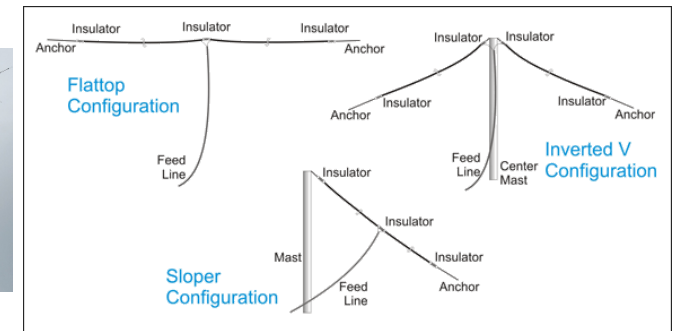 Insulator
Insulator
Insulator
Anchor
Anchor
Flattop
Configuration
Feed
Line
Insulator
Insulator
Insulator
Anchor
Insulator
Anchor
Feed
Line
Center
Mast
Inverted V
Configuration
Insulator
Insulator
Mast
Insulator
Anchor
Feed
Line
Sloper
Configuration